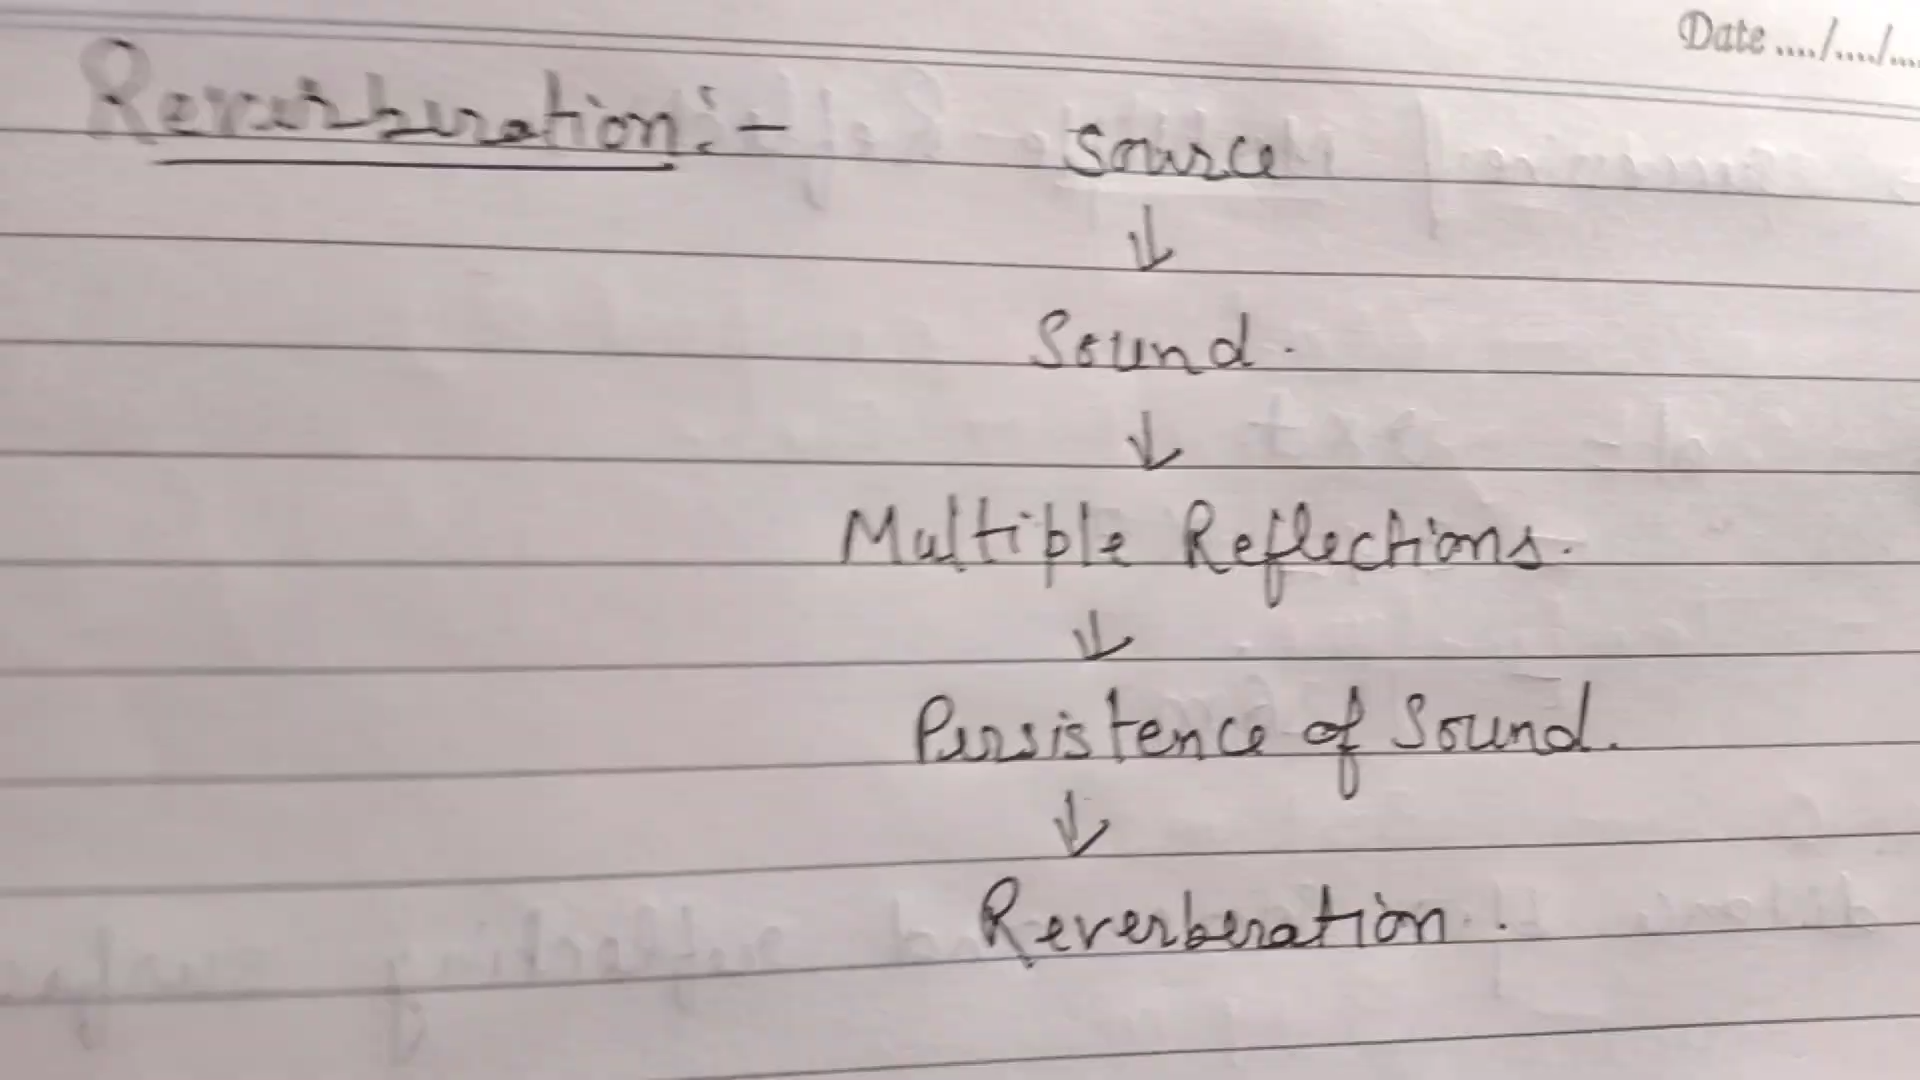 Date ..../..../....
Reverberation :- Source
↓
Sound.
↓
Multiple Reflections.
↓
Persistence of Sound.
↓
Reverberation.